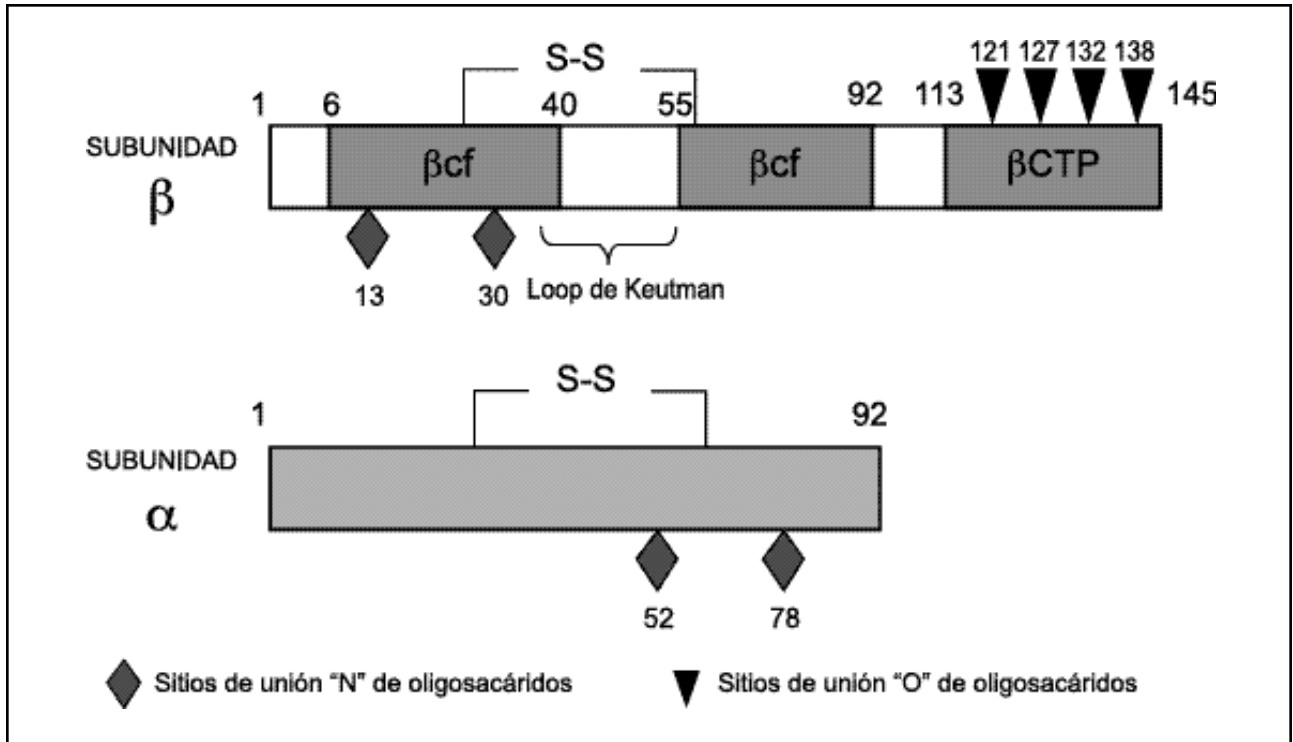 121 127 132 138
S-S
1 6 40 55 92 113 145
SUBUNIDAD
β
βcf βcf βCTP
13 30 Loop de Keutman
S-S
1 92
SUBUNIDAD
α
52 78
Sitios de unión “N” de oligosacáridos Sitios de unión “O” de oligosacáridos